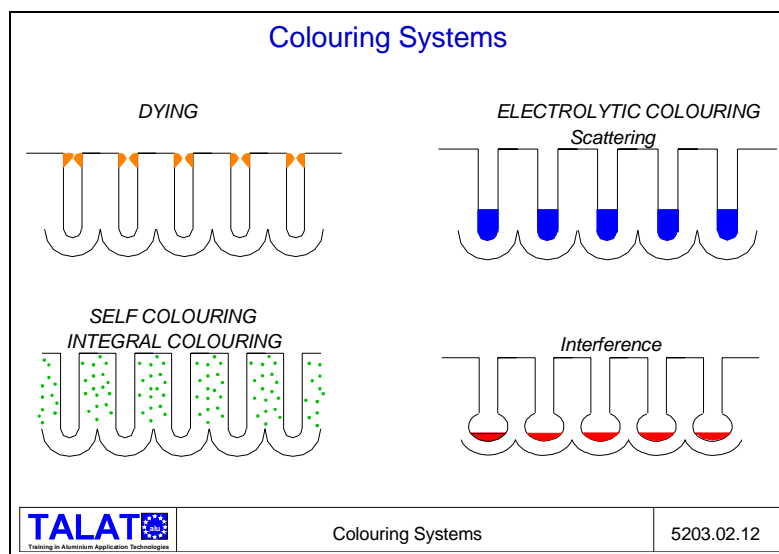 Colouring Systems
DYING
ELECTROLYTIC COLOURING
Scattering
SELF COLOURING
INTEGRAL COLOURING
Interference
TALAT
alu
Training in Aluminium Application Technologies
Colouring Systems
5203.02.12